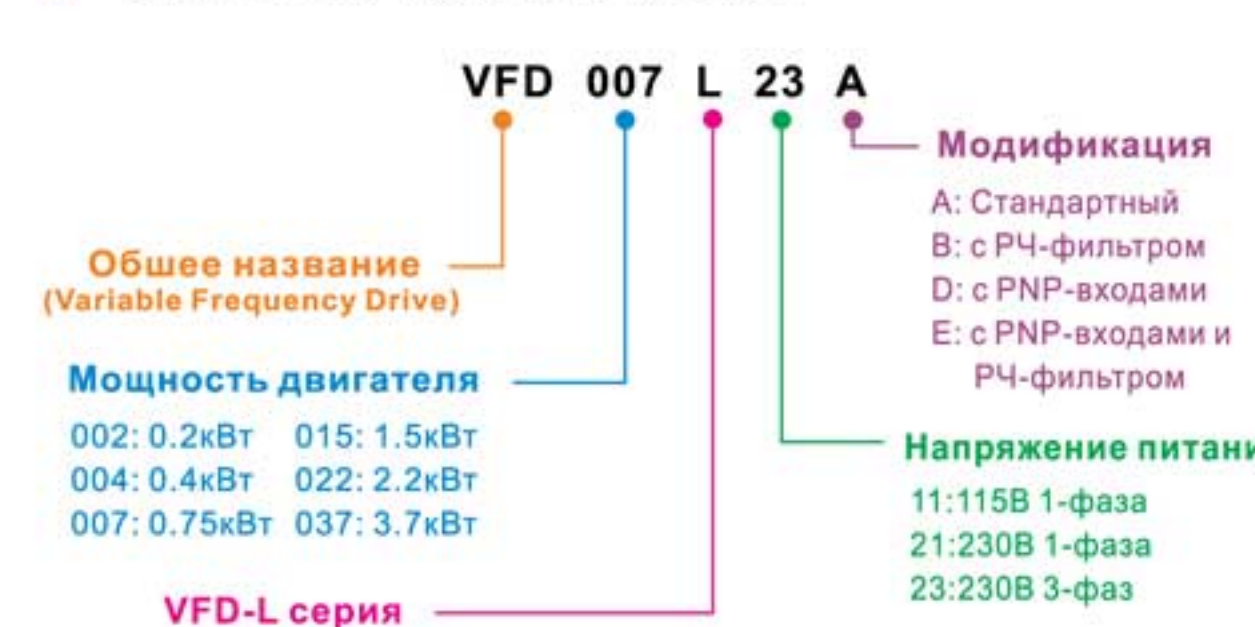 VFD 007 L 23 A
Модификация
A: Стандартный
B: с РЧ-фильтром
D: с PNP-входами
E: с PNP-входами и
РЧ-фильтром
Обшее название
(Variable Frequency Drive)
Мощность двигателя
002: 0.2кВт 015: 1.5кВт
004: 0.4кВт 022: 2.2кВт
007: 0.75кВт 037: 3.7кВт
Напряжение питани
11:115В 1-фаза
21:230В 1-фаза
23:230В 3-фаз
VFD-L серия